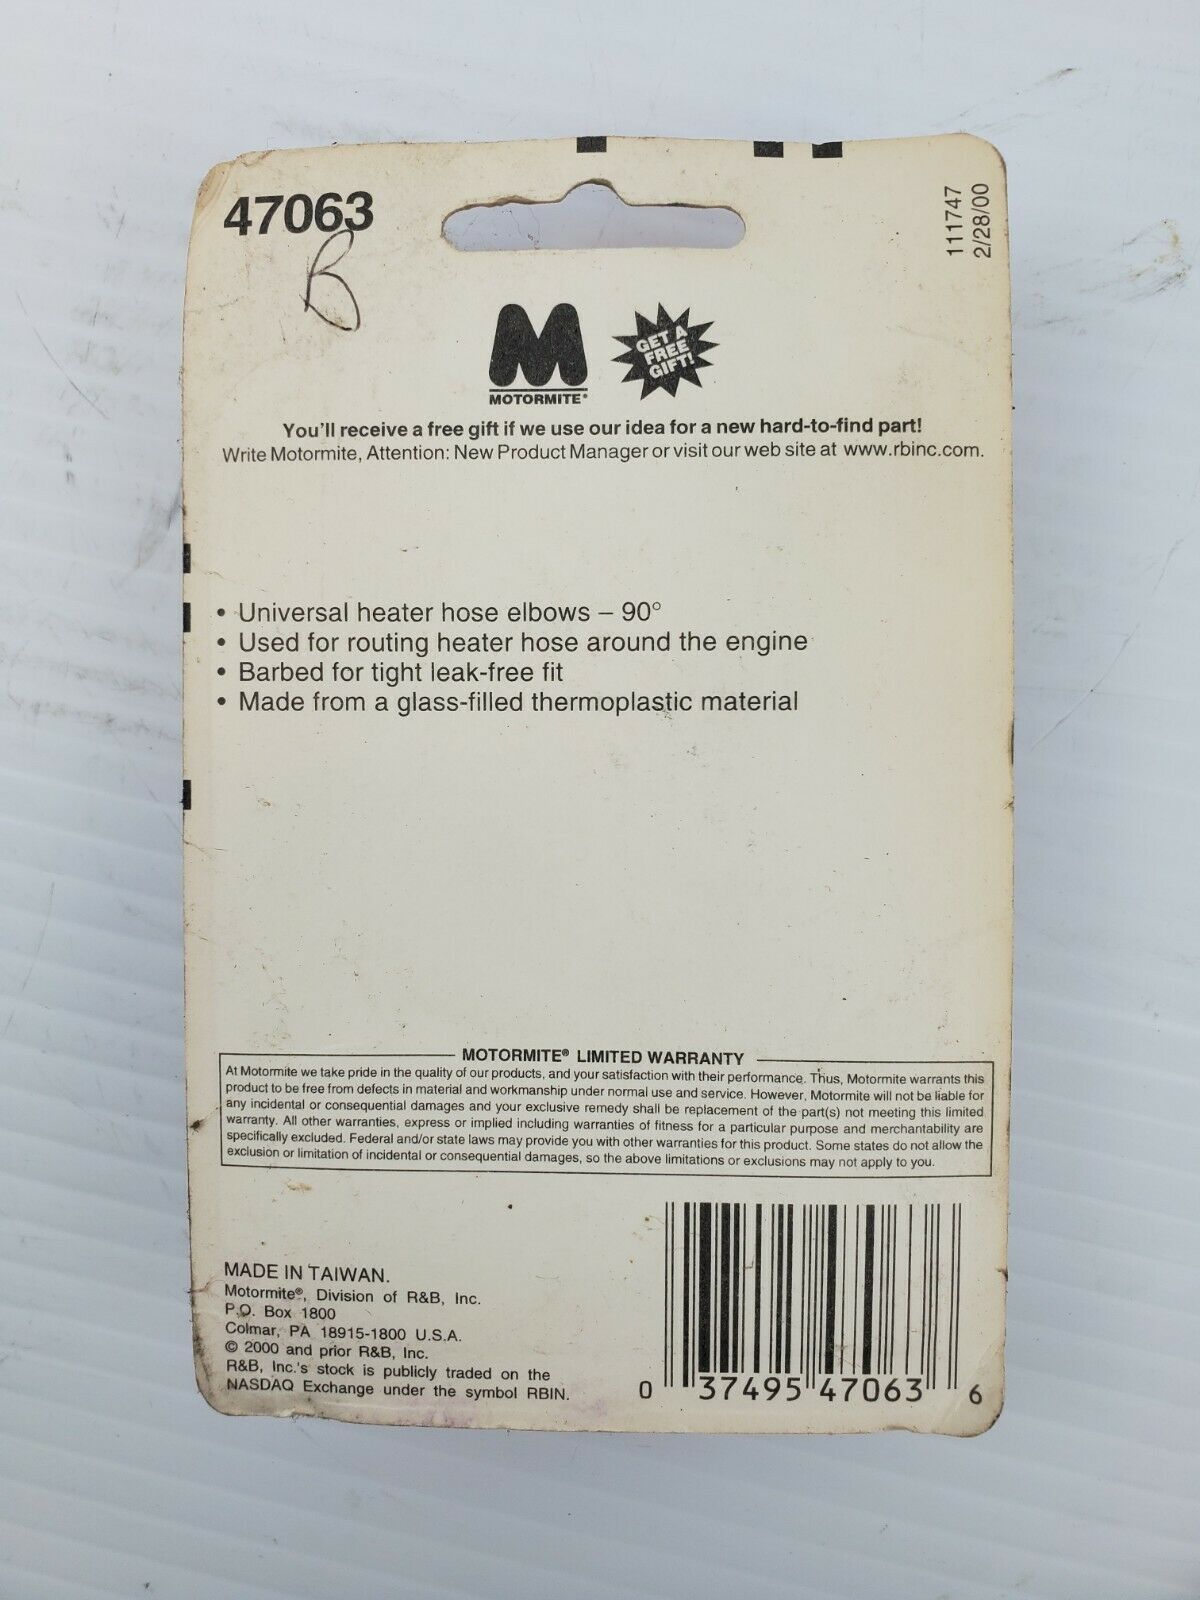 47063
B
111747
2/28/00
MOTORMITE®
GET A
FREE
GIFT!
You'll receive a free gift if we use our idea for a new hard-to-find part!
Write Motormite, Attention: New Product Manager or visit our web site at www.rbinc.com.
• Universal heater hose elbows – 90°
• Used for routing heater hose around the engine
• Barbed for tight leak-free fit
• Made from a glass-filled thermoplastic material
MOTORMITE® LIMITED WARRANTY
At Motormite we take pride in the quality of our products, and your satisfaction with their performance. Thus, Motormite warrants this
product to be free from defects in material and workmanship under normal use and service. However, Motormite will not be liable for
any incidental or consequential damages and your exclusive remedy shall be replacement of the part(s) not meeting this limited
warranty. All other warranties, express or implied including warranties of fitness for a particular purpose and merchantability are
specifically excluded. Federal and/or state laws may provide you with other warranties for this product. Some states do not allow the
exclusion or limitation of incidental or consequential damages, so the above limitations or exclusions may not apply to you.
MADE IN TAIWAN.
Motormite®, Division of R&B, Inc.
P.O. Box 1800
Colmar, PA 18915-1800 U.S.A.
© 2000 and prior R&B, Inc.
R&B, Inc.'s stock is publicly traded on the
NASDAQ Exchange under the symbol RBIN.
0 37495 47063 6